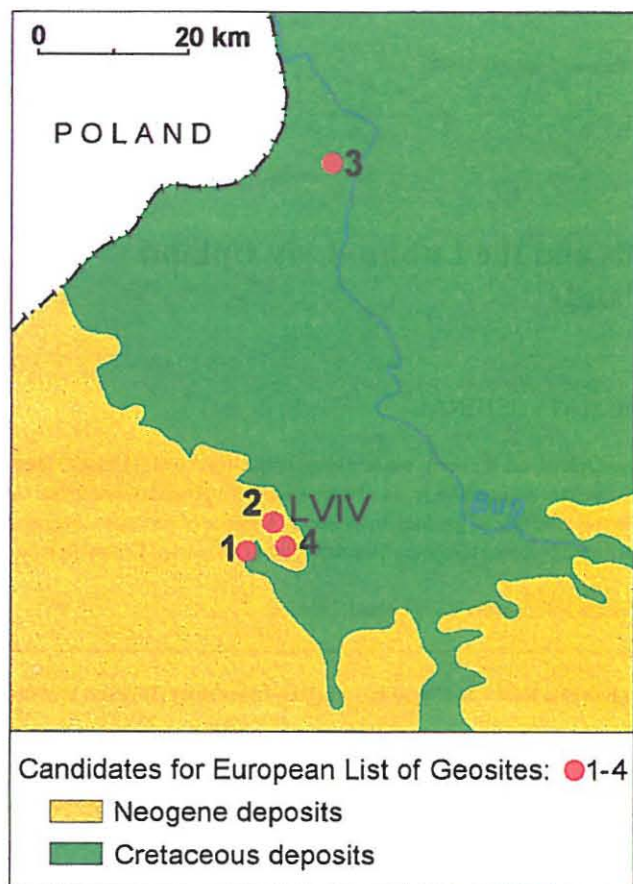 0 20 km
POLAND
3
2 LVIV
Bug
1 4
Candidates for European List of Geosites: 1-4
Neogene deposits
Cretaceous deposits